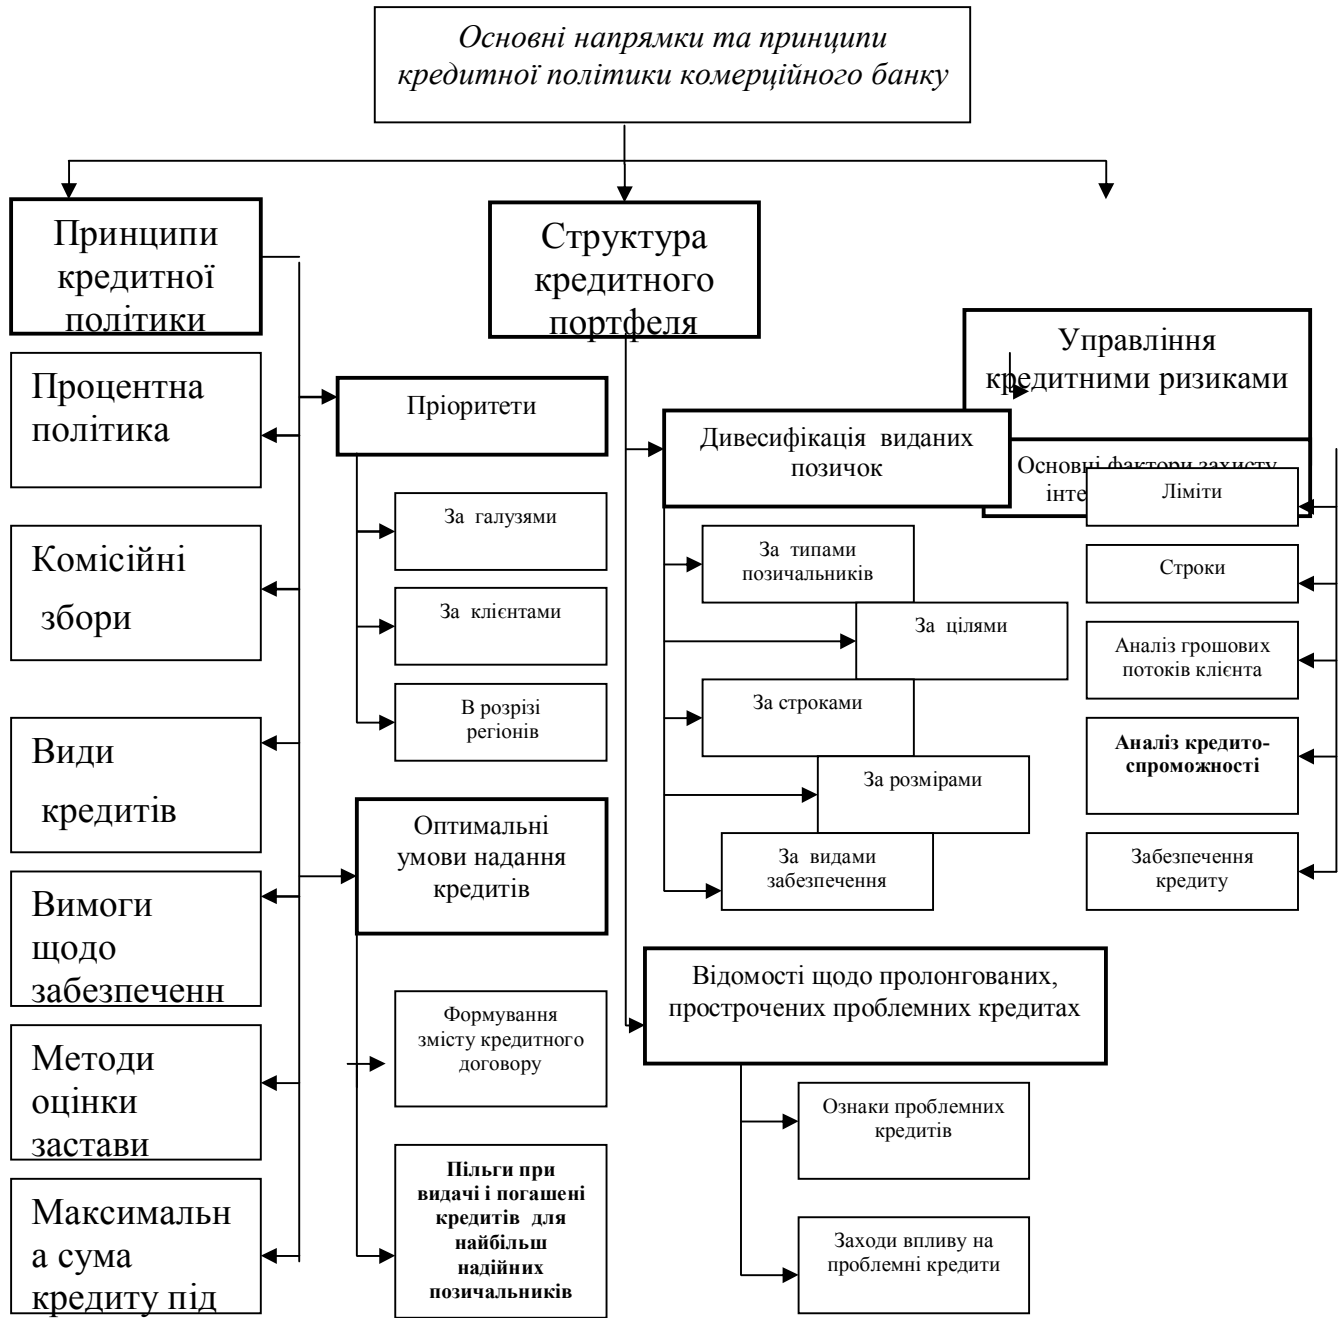 Основні напрямки та принципи
кредитної політики комерційного банку
Принципи
кредитної
політики
Процентна
політика
Комісійні
збори
Види
кредитів
Вимоги
щодо
забезпеченн
Методи
оцінки
застави
Максимальн
а сума
кредиту під
Пріоритети
За галузями
За клієнтами
В розрізі
регіонів
Оптимальні
умови надання
кредитів
Формування
змісту кредитного
договору
Пільги при
видачі і погашені
кредитів для
найбільш
надійних
позичальників
Структура
кредитного
портфеля
Дивесифікація виданих
позичок
За типами
позичальників
За цілями
За строками
За розмірами
За видами
забезпечення
Відомості щодо пролонгованих,
прострочених проблемних кредитах
Ознаки проблемних
кредитів
Заходи впливу на
проблемні кредити
Управління
кредитними ризиками
Основні фактори захисту
інте
Ліміти
Строки
Аналіз грошових
потоків клієнта
Аналіз кредито-
спроможності
Забезпечення
кредиту